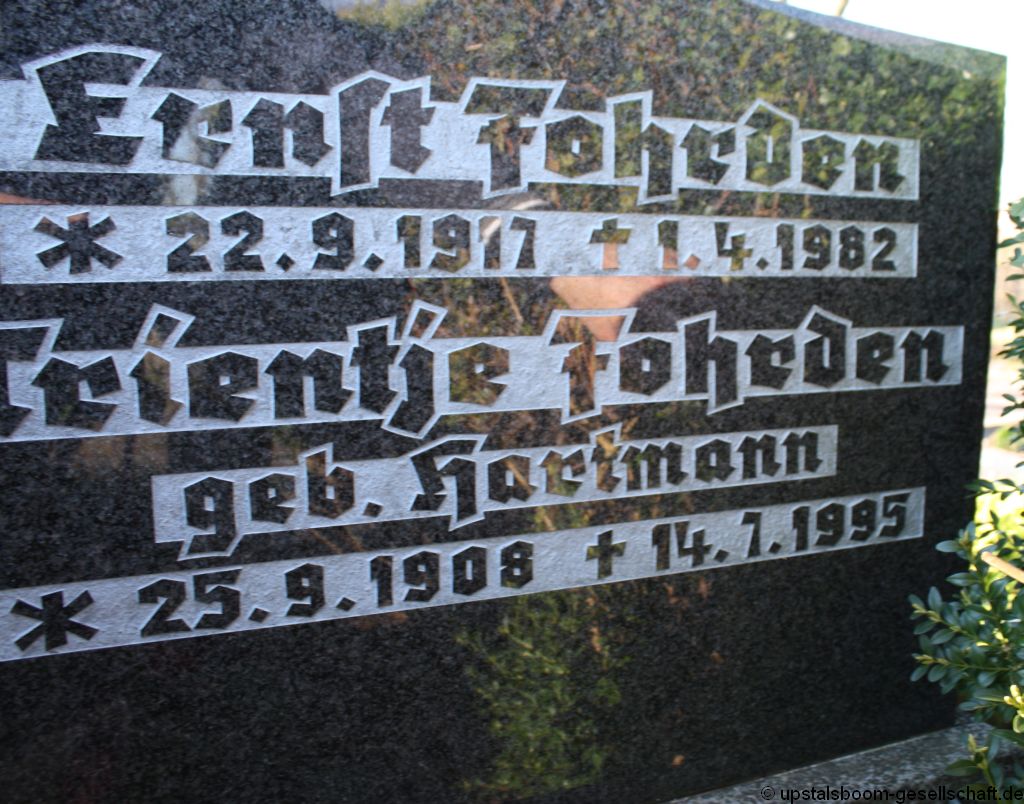 Ernst Fohrden
* 22.9.1917 † 1.4.1982
Trientje Fohrden
geb. Hartmann
* 25.9.1908 † 14.7.1995
© upstalsboom-gesellschaft.de